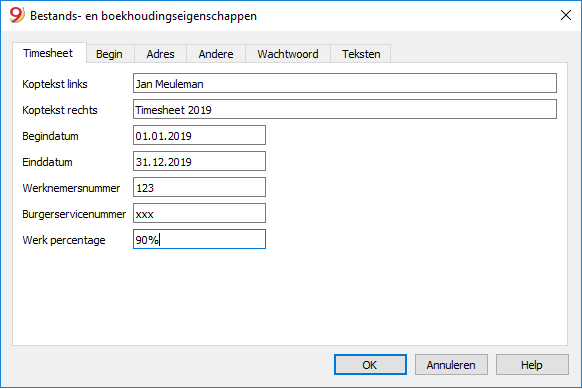 9 Bestands- en boekhoudingseigenschappen
Timesheet Begin Adres Andere Wachtwoord Teksten
Koptekst links Jan Meuleman
Koptekst rechts Timesheet 2019
Begindatum 01.01.2019
Einddatum 31.12.2019
Werknemersnummer 123
Burgerservicenummer xxx
Werk percentage 90%
OK Annuleren Help